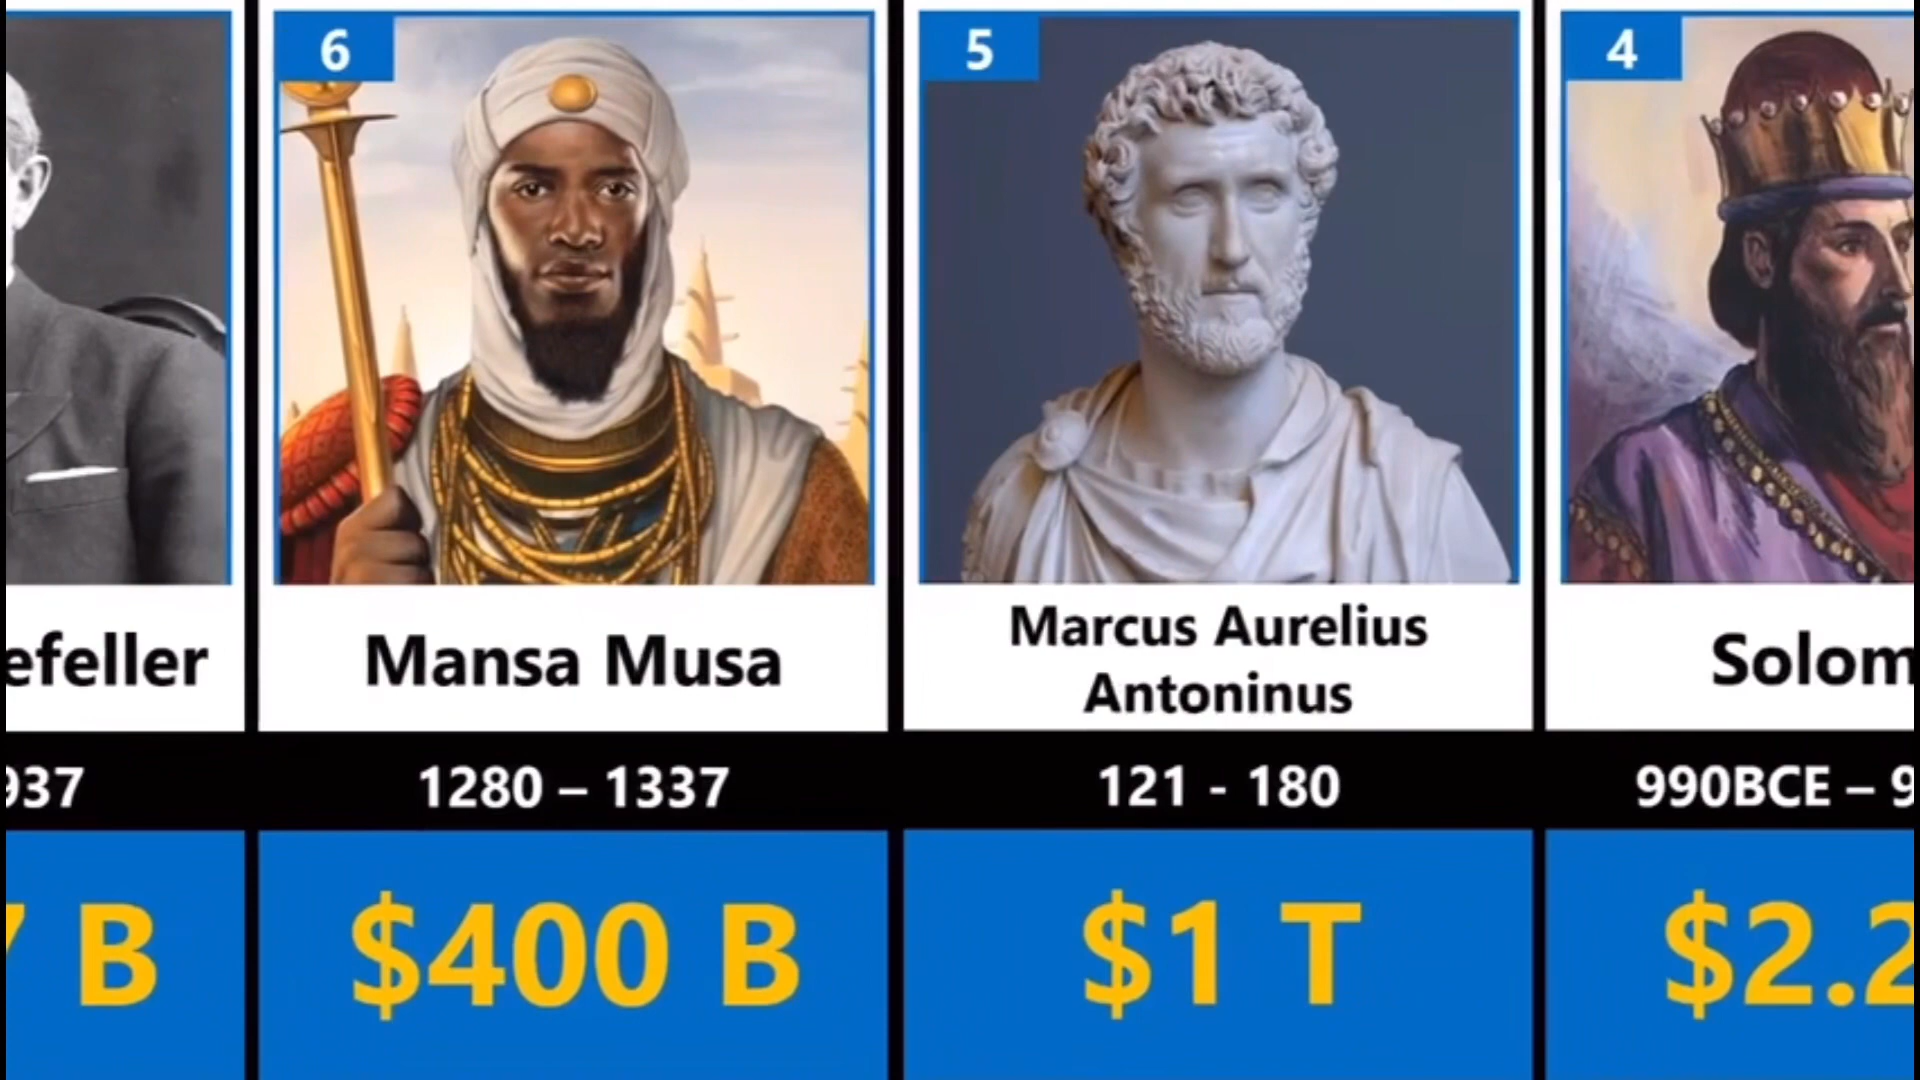 6
5
4
efeller
Mansa Musa
Marcus Aurelius
Antoninus
Solom
937
1280 – 1337
121 - 180
990BCE – 9
7 B
$400 B
$1 T
$2.2